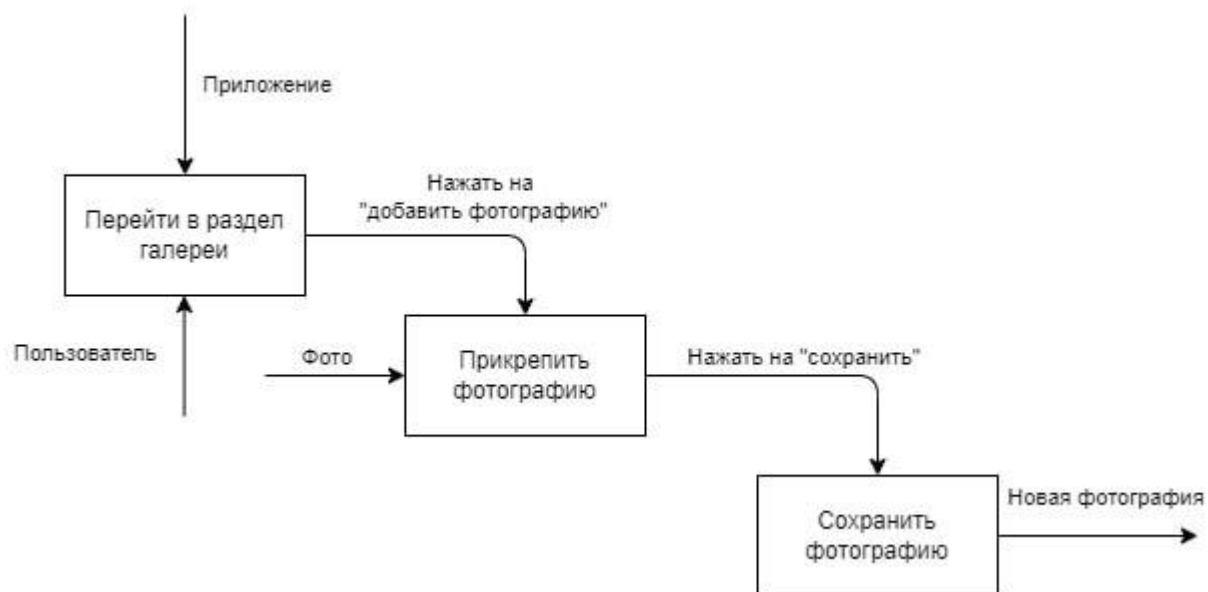 Приложение
Перейти в раздел
галереи
Нажать на
"добавить фотографию"
Пользователь
Фото
Прикрепить
фотографию
Нажать на "сохранить"
Сохранить
фотографию
Новая фотография